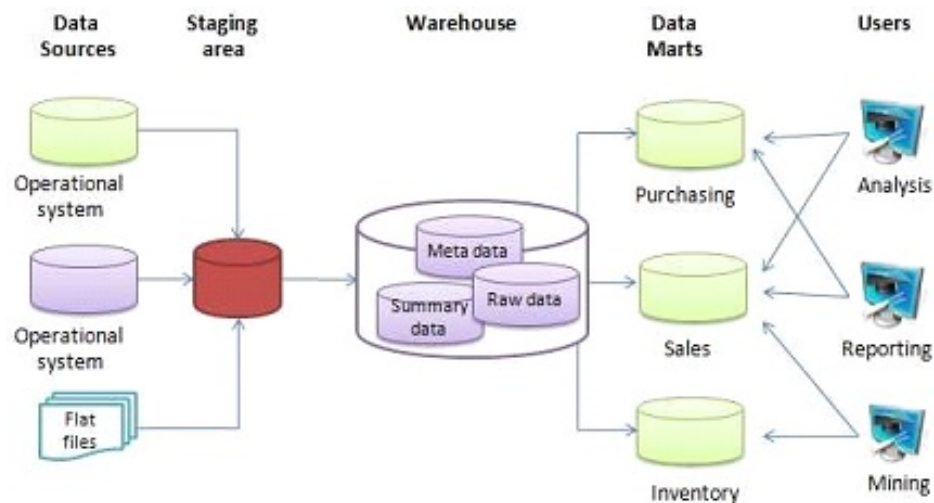 Data
Sources
Staging
area
Warehouse
Data
Marts
Users
Operational
system
Operational
system
Flat
files
Meta data
Summary
data
Raw data
Purchasing
Sales
Inventory
Analysis
Reporting
Mining